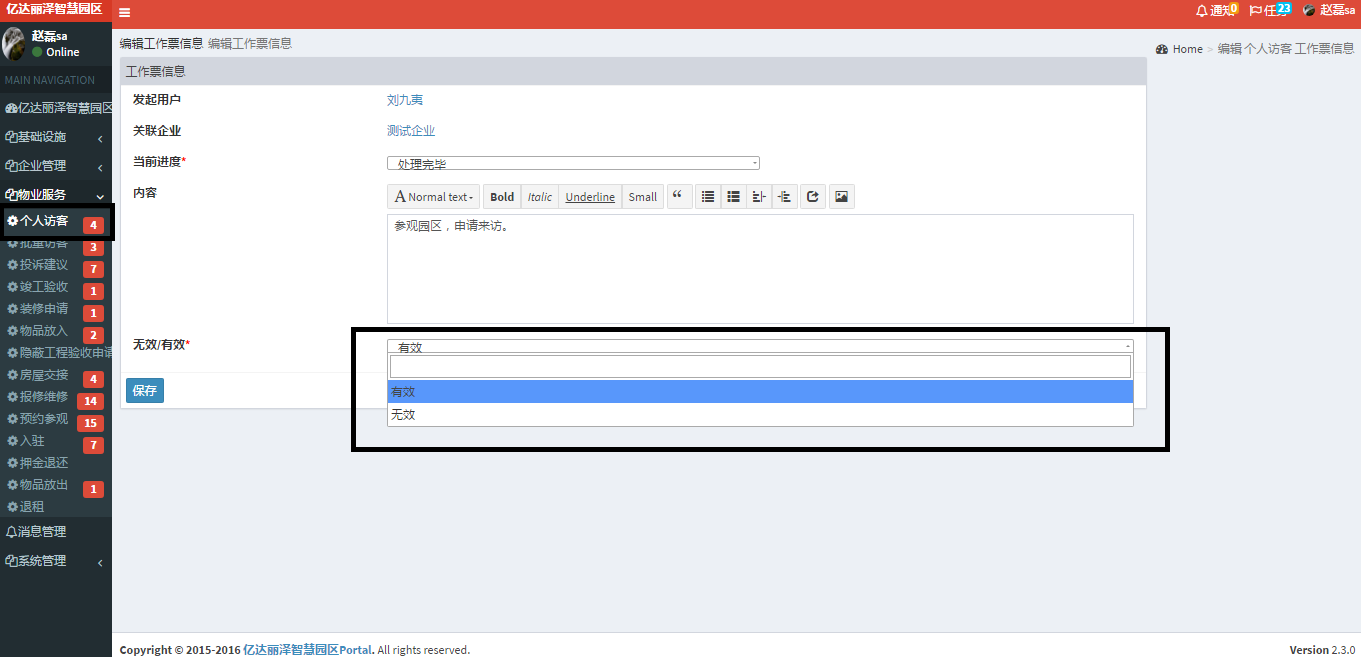 亿达丽泽智慧园区
通知 0 任务 23 赵磊sa
赵磊sa
Online
MAIN NAVIGATION
亿达丽泽智慧园区
基础设施
企业管理
物业服务
个人访客 4
批量访客 3
投诉建议 7
竣工验收 1
装修申请 1
物品放入 2
隐蔽工程验收申请
房屋交接 4
报修维修 14
预约参观 15
入驻 7
押金退还
物品放出 1
退租
消息管理
系统管理
编辑工作票信息 编辑工作票信息
Home > 编辑 个人访客 工作票信息
工作票信息
发起用户 刘九夷
关联企业 测试企业
当前进度* 处理完毕
内容 A Normal text Bold Italic Underline Small “
参观园区，申请来访。
无效/有效* 有效
有效
无效
保存
Copyright © 2015-2016 亿达丽泽智慧园区Portal. All rights reserved.
Version 2.3.0